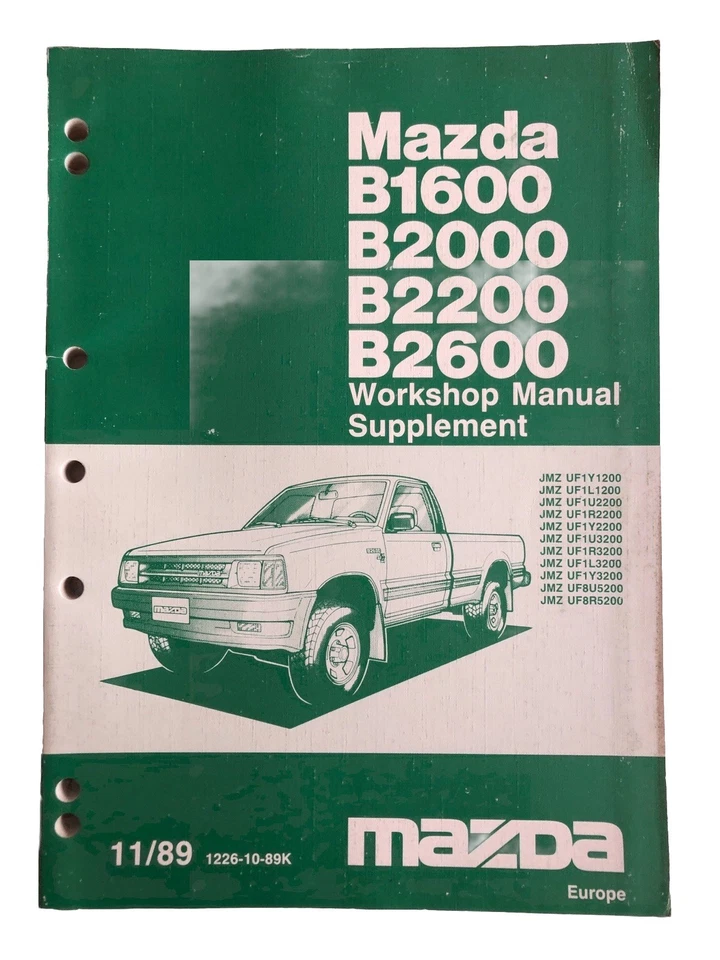 Mazda
B1600
B2000
B2200
B2600
Workshop Manual
Supplement
JMZ UF1Y1200
JMZ UF1L1200
JMZ UF1U2200
JMZ UF1R2200
JMZ UF1Y2200
JMZ UF1U3200
JMZ UF1R3200
JMZ UF1L3200
JMZ UF1Y3200
JMZ UF8U5200
JMZ UF8R5200
mazda
mazda
11/89 1226-10-89K
mazda
Europe